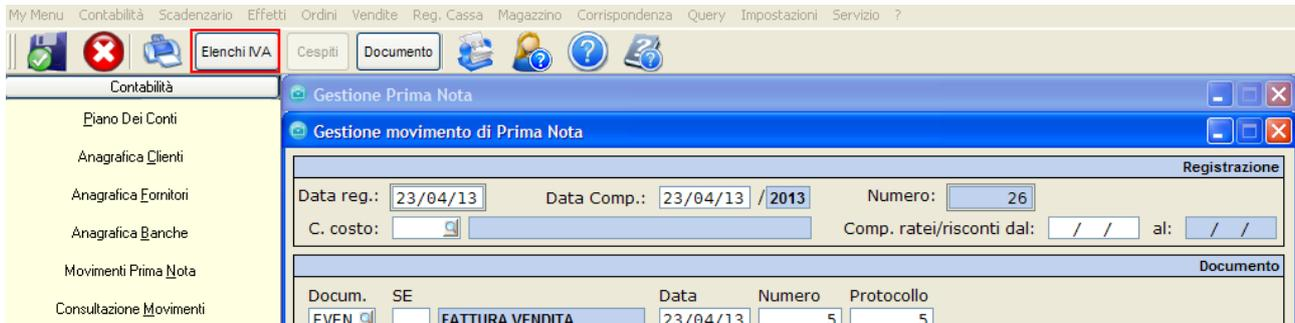 My Menu Contabilità Scadenzario Effetti Ordini Vendite Reg. Cassa Magazzino Corrispondenza Query Impostazioni Servizio ?
Elenchi IVA Cespiti Documento
Contabilità
Piano Dei Conti
Anagrafica Clienti
Anagrafica Fornitori
Anagrafica Banche
Movimenti Prima Nota
Consultazione Movimenti
Gestione Prima Nota
Gestione movimento di Prima Nota
Registrazione
Data reg.: 23/04/13 Data Comp.: 23/04/13 / 2013 Numero: 26
C. costo: Comp. ratei/risconti dal: / / al: / /
Documento
Docum. SE Data Numero Protocollo
FVEN FATTURA VENDITA 23/04/13 5 5